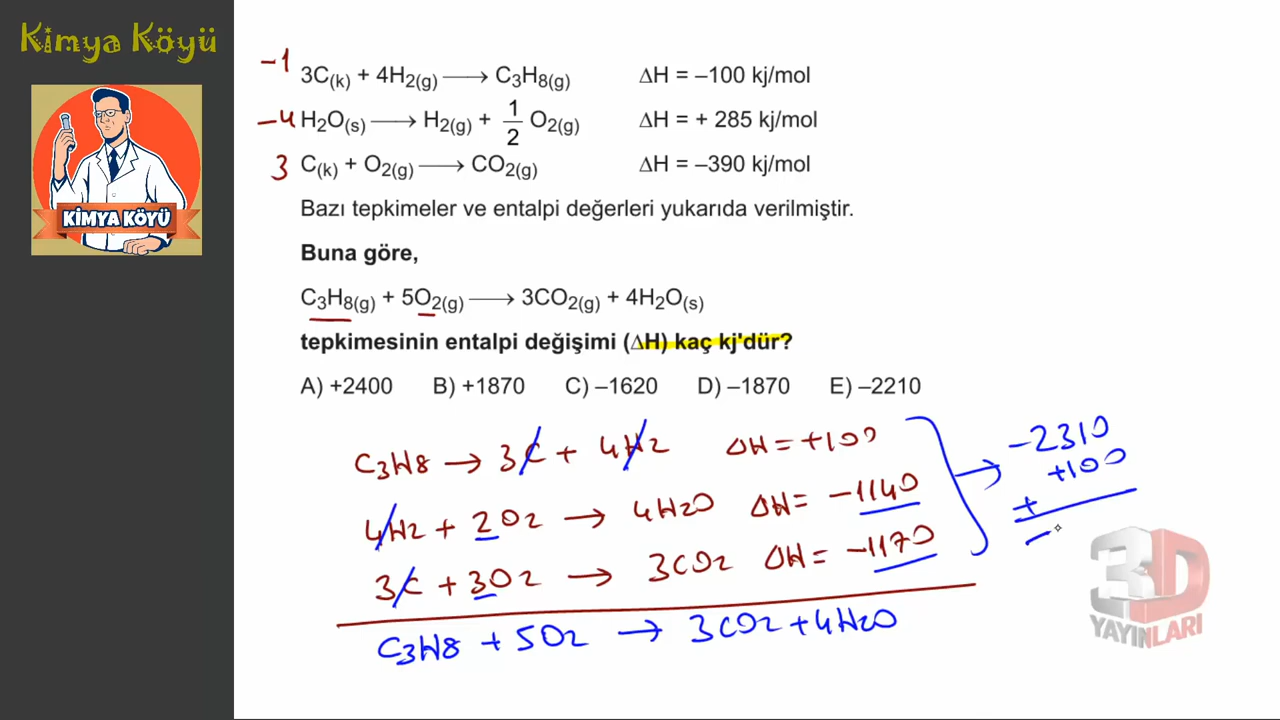 Kimya Köyü
KİMYA KÖYÜ
-1 3C(k) + 4H2(g) ⟶ C3H8(g) ΔH = –100 kj/mol
-4 H2O(s) ⟶ H2(g) + 1/2 O2(g) ΔH = + 285 kj/mol
3 C(k) + O2(g) ⟶ CO2(g) ΔH = –390 kj/mol
Bazı tepkimeler ve entalpi değerleri yukarıda verilmiştir.
Buna göre,
C3H8(g) + 5O2(g) ⟶ 3CO2(g) + 4H2O(s)
tepkimesinin entalpi değişimi (ΔH) kaç kj'dür?
A) +2400 B) +1870 C) –1620 D) –1870 E) –2210
C3H8 → 3C + 4H2 ΔH = +100
4H2 + 2O2 → 4H2O ΔH = -1140
3C + 3O2 → 3CO2 ΔH = -1170
C3H8 + 5O2 → 3CO2 + 4H2O
-2310
+100
+
-
3D
YAYINLARI